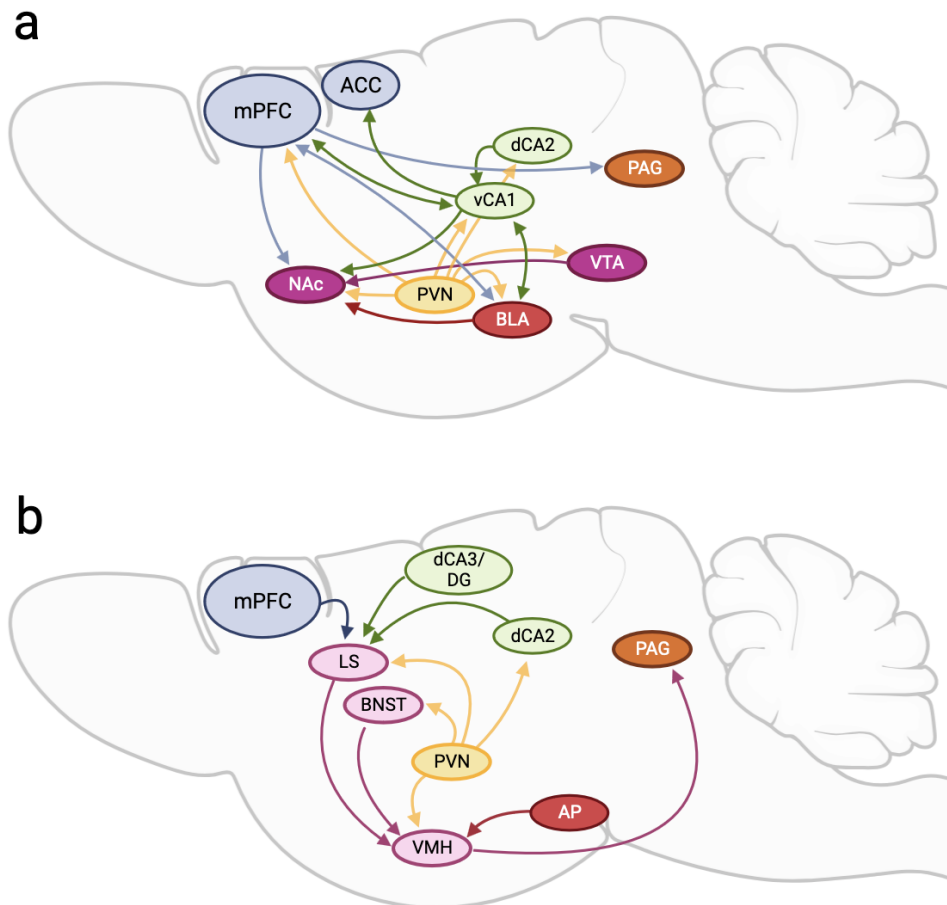 a
ACC
mPFC
dCA2
PAG
vCA1
VTA
NAc
PVN
BLA
b
dCA3/
DG
mPFC
dCA2
PAG
LS
BNST
PVN
AP
VMH